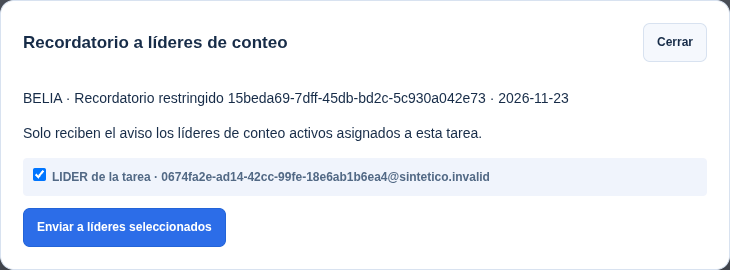 Recordatorio a líderes de conteo
Cerrar
BELIA · Recordatorio restringido 15beda69-7dff-45db-bd2c-5c930a042e73 · 2026-11-23
Solo reciben el aviso los líderes de conteo activos asignados a esta tarea.
LIDER de la tarea · 0674fa2e-ad14-42cc-99fe-18e6ab1b6ea4@sintetico.invalid
Enviar a líderes seleccionados